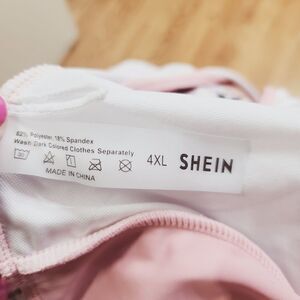 82% Polyester, 18% Spandex
Wash Dark Colored Clothes Separately
4XL SHEIN
MADE IN CHINA